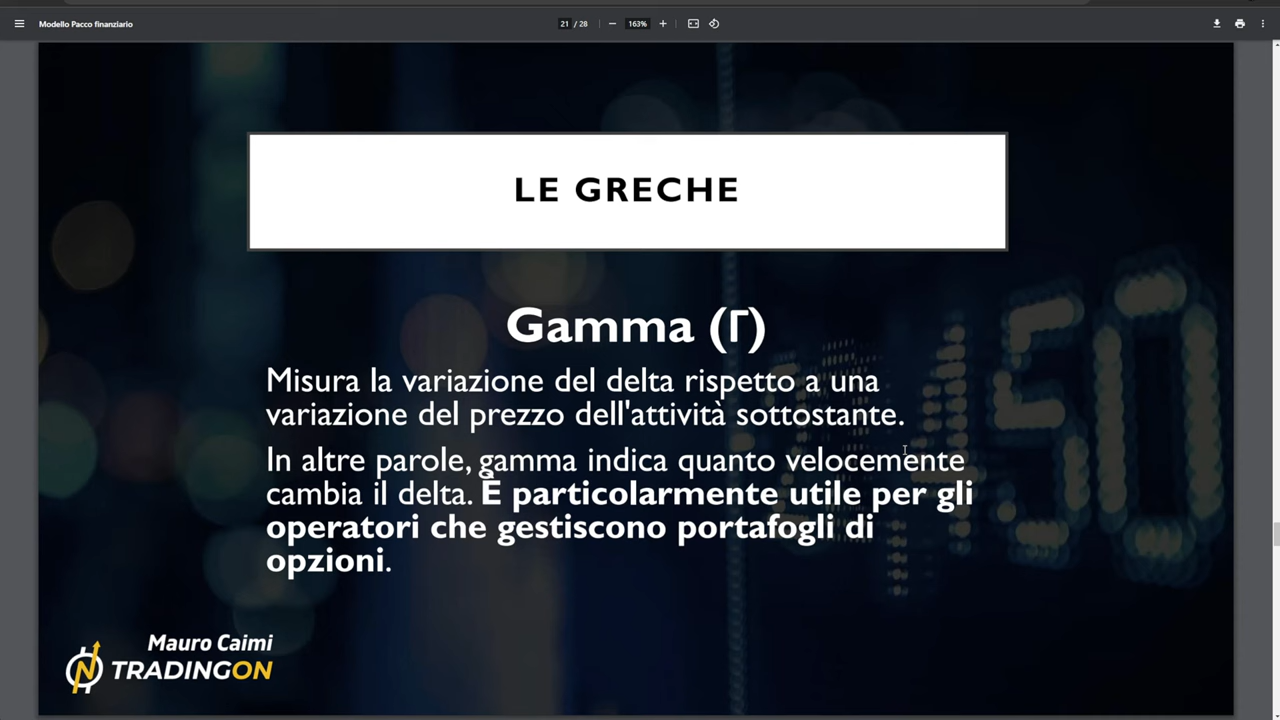 Modello Pacco finanziario
21 / 28
163%
LE GRECHE
Gamma (Γ)
Misura la variazione del delta rispetto a una
variazione del prezzo dell'attività sottostante.
In altre parole, gamma indica quanto velocemente
cambia il delta. È particolarmente utile per gli
operatori che gestiscono portafogli di
opzioni.
450
Mauro Caimi
TRADINGON